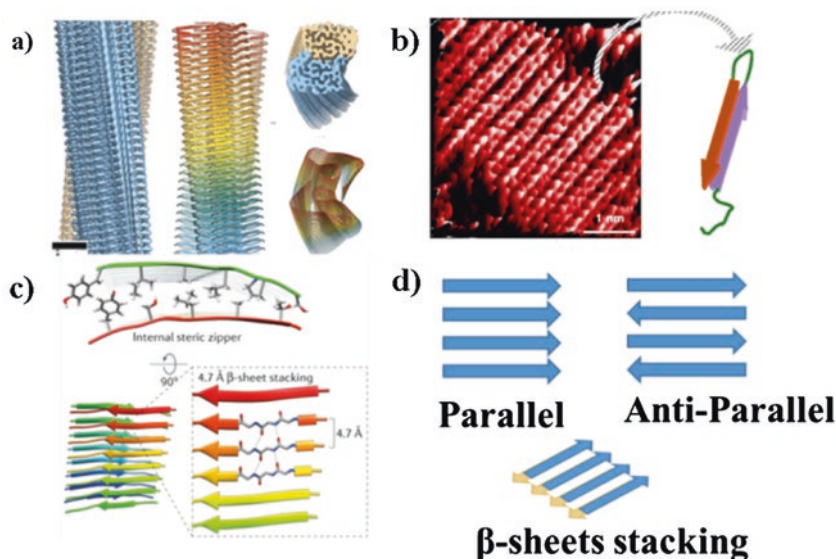 a)
b)
1 nm
c)
Internal steric zipper
90°
4.7 Å β-sheet stacking
4.7 Å
d)
Parallel
Anti-Parallel
β-sheets stacking